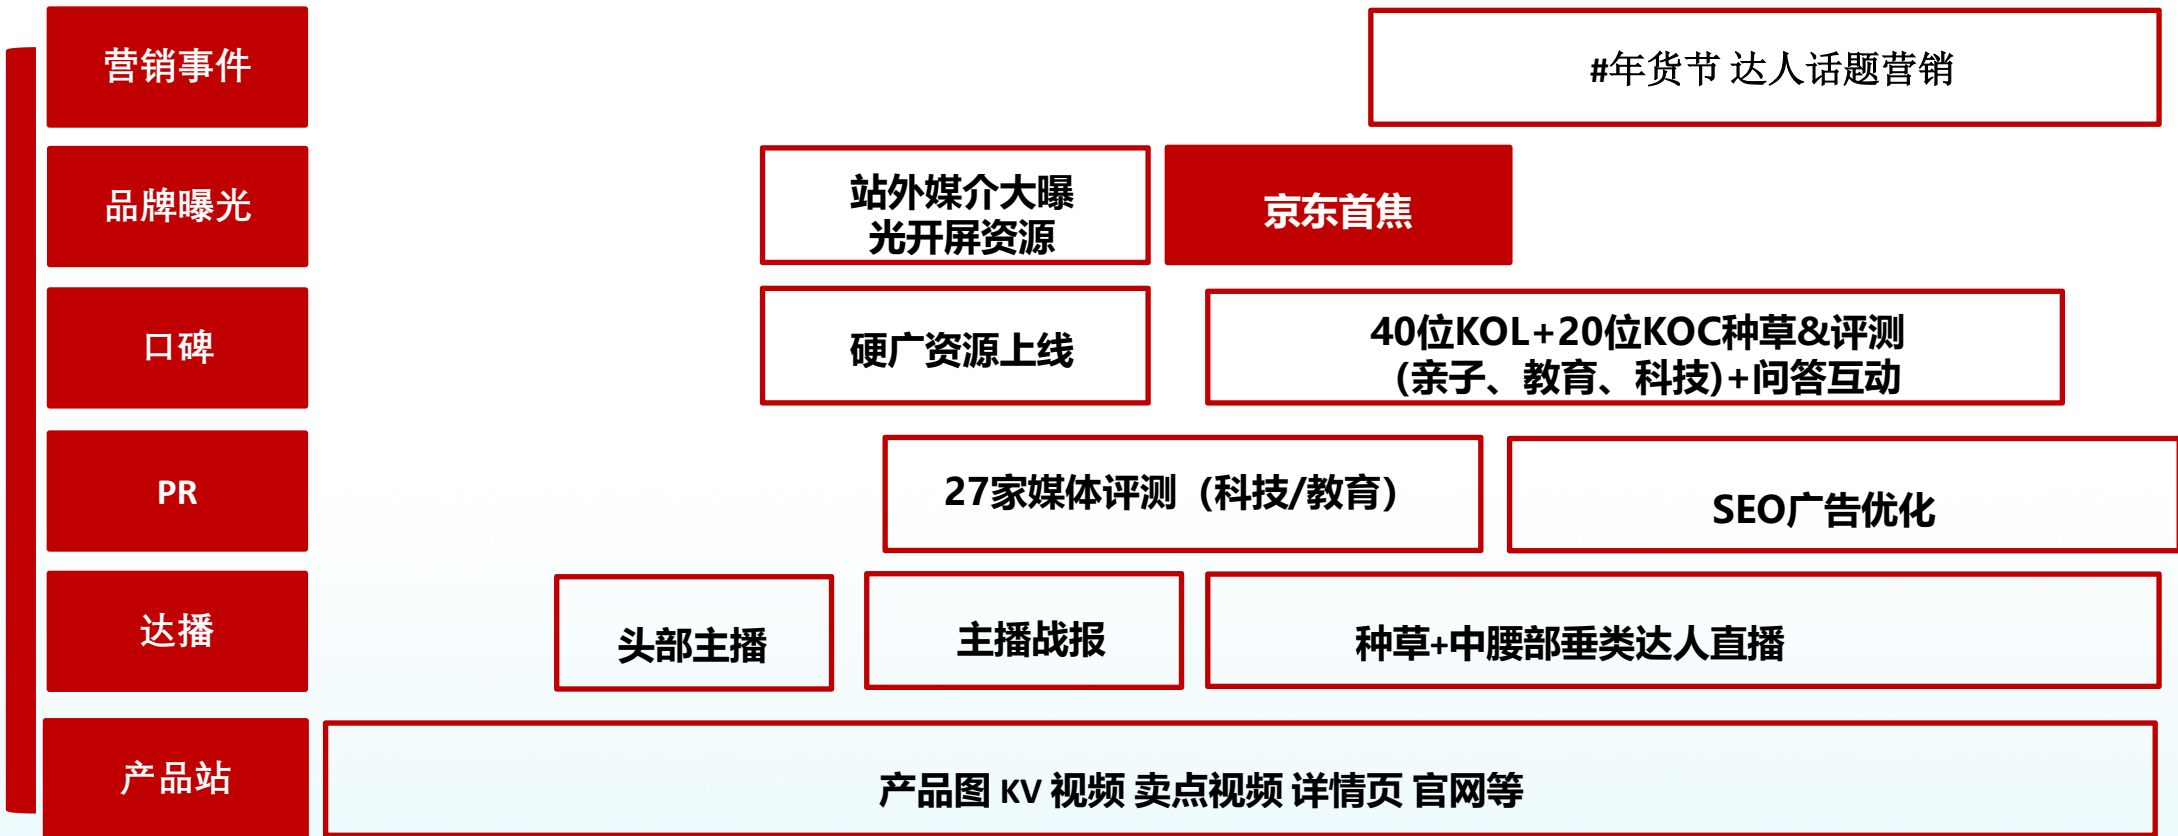 营销事件
#年货节 达人话题营销
品牌曝光
站外媒介大曝
光开屏资源
京东首焦
口碑
硬广资源上线
40位KOL+20位KOC种草&评测
(亲子、教育、科技)+问答互动
PR
27家媒体评测（科技/教育）
SEO广告优化
达播
头部主播
主播战报
种草+中腰部垂类达人直播
产品站
产品图 KV 视频 卖点视频 详情页 官网等